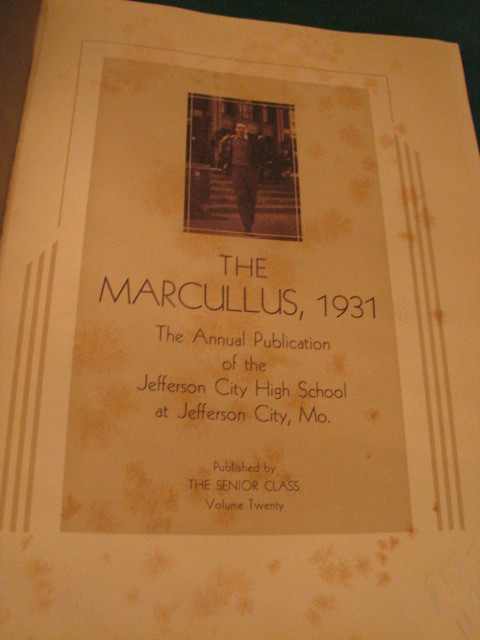 THE
MARCULLUS, 1931
The Annual Publication
of the
Jefferson City High School
at Jefferson City, Mo.
Published by
THE SENIOR CLASS
Volume Twenty